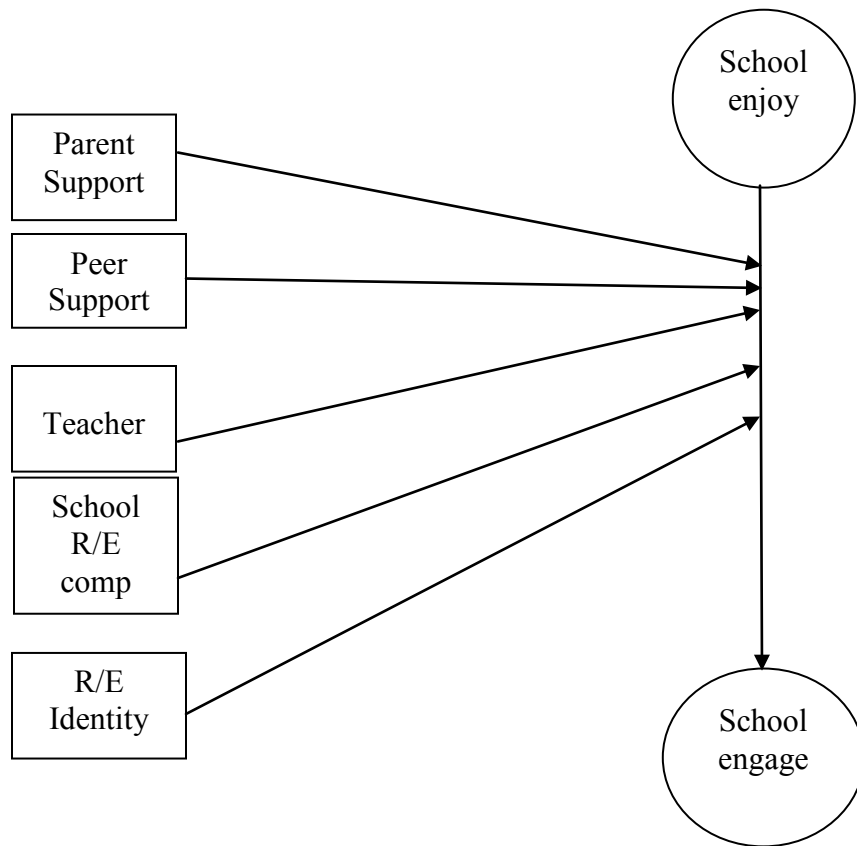 School
enjoy
Parent
Support
Peer
Support
Teacher
School
R/E
comp
R/E
Identity
School
engage